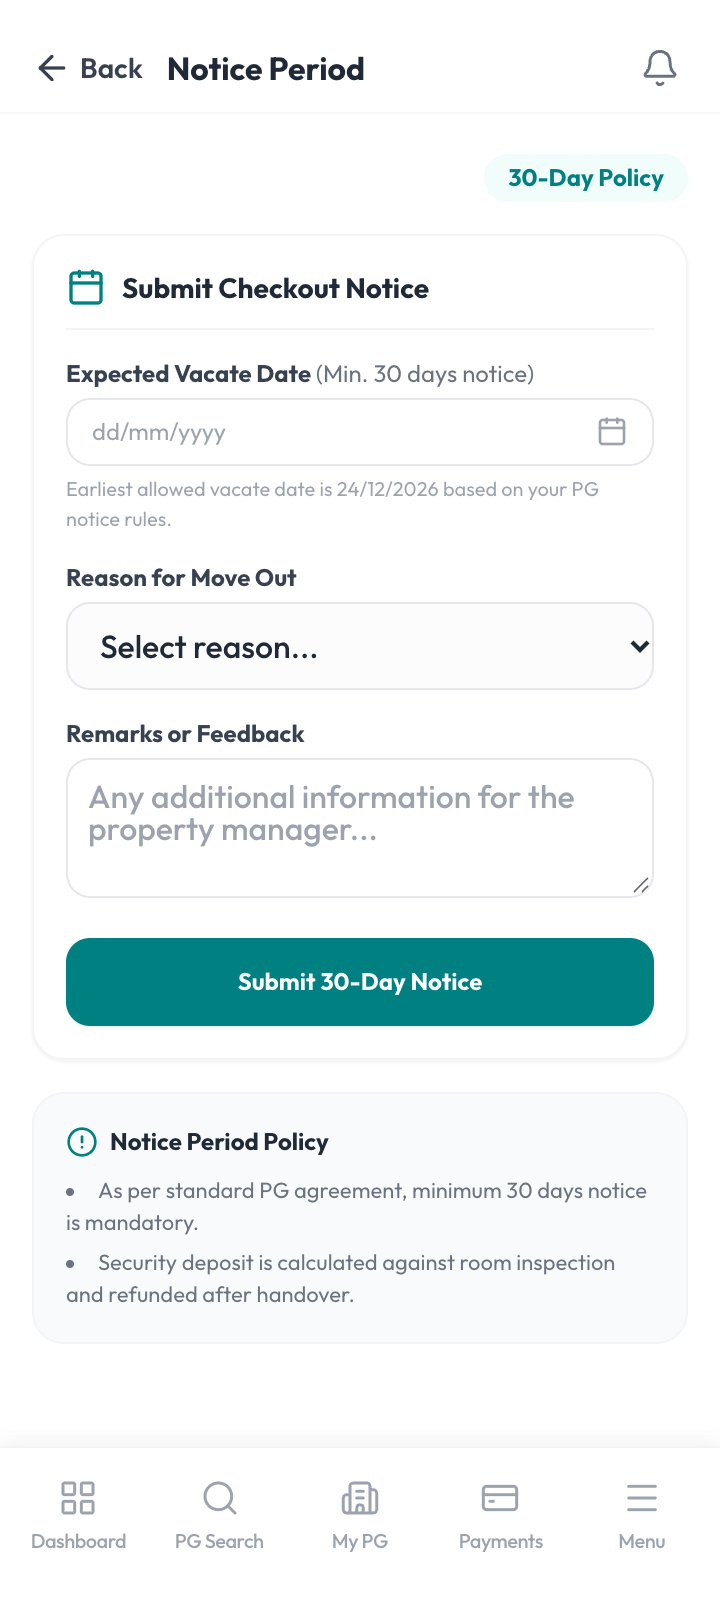 Back Notice Period
30-Day Policy
Submit Checkout Notice
Expected Vacate Date (Min. 30 days notice)
dd/mm/yyyy
Earliest allowed vacate date is 24/12/2026 based on your PG
notice rules.
Reason for Move Out
Select reason...
Remarks or Feedback
Any additional information for the
property manager...
Submit 30-Day Notice
Notice Period Policy
• As per standard PG agreement, minimum 30 days notice
is mandatory.
• Security deposit is calculated against room inspection
and refunded after handover.
Dashboard PG Search My PG Payments Menu